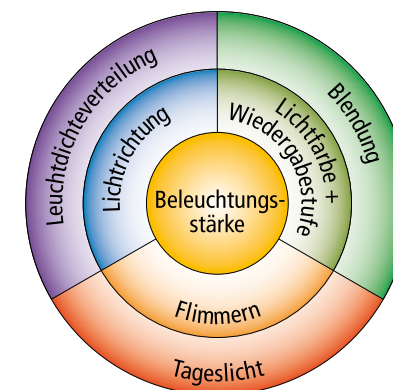 Leuchtdichteverteilung
Blendung
Lichtrichtung
Lichtfarbe +
Wiedergabestufe
Beleuchtungs-
stärke
Flimmern
Tageslicht